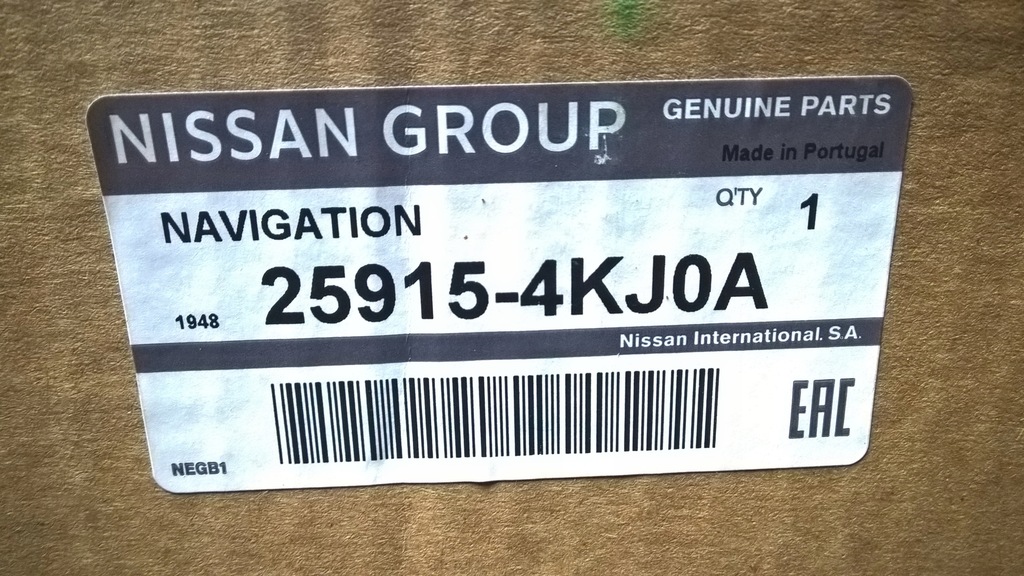 NISSAN GROUP GENUINE PARTS
Made in Portugal
NAVIGATION Q'TY 1
25915-4KJ0A
1948
Nissan International. S.A.
EAC
NEGB1